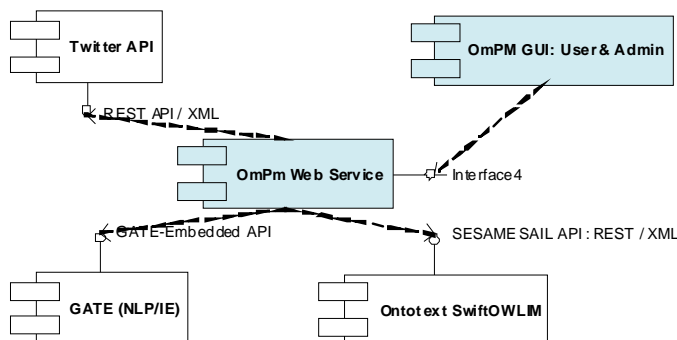 Twitter API
OmPM GUI: User & Admin
REST API / XML
OmPm Web Service
Interface4
GATE-Embedded API
SESAME SAIL API : REST / XML
GATE (NLP/IE)
Ontotext SwiftOWLIM